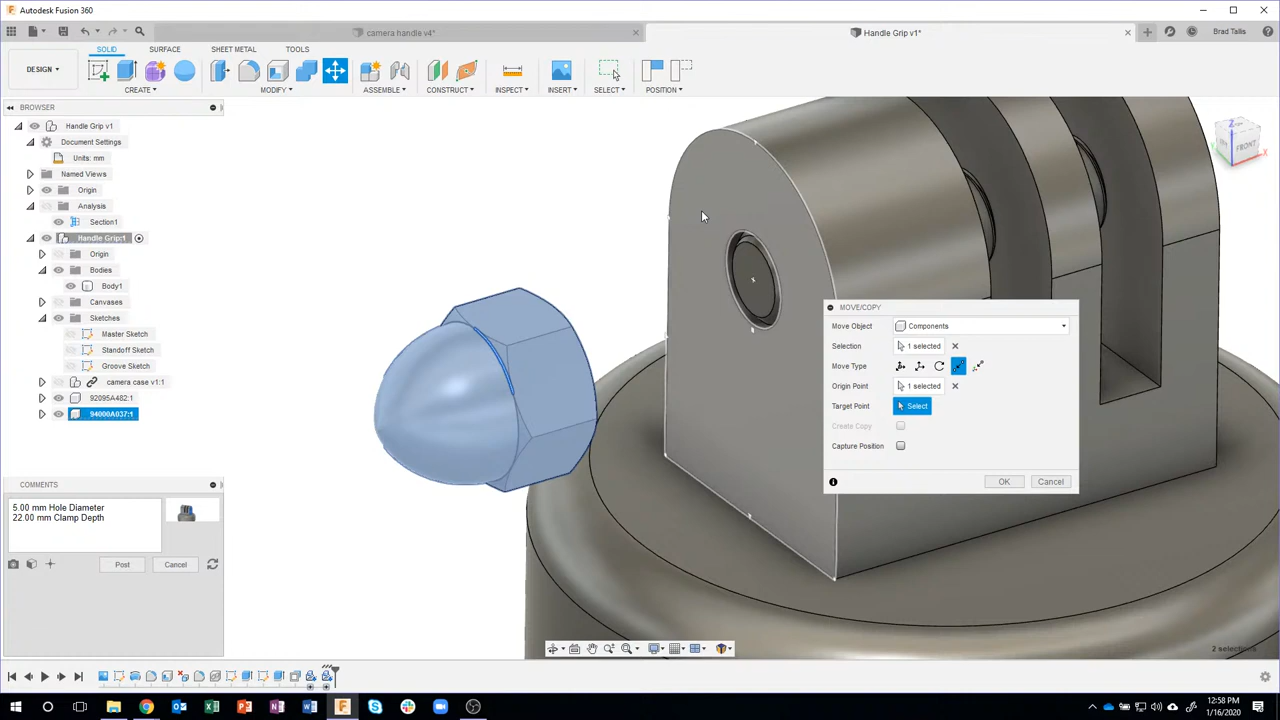 Autodesk Fusion 360
camera handle v4*
Handle Grip v1*
Brad Tallis
SOLID
SURFACE
SHEET METAL
TOOLS
DESIGN
CREATE
MODIFY
ASSEMBLE
CONSTRUCT
INSPECT
INSERT
SELECT
POSITION
BROWSER
Handle Grip v1
Document Settings
Units: mm
Named Views
Origin
Analysis
Section1
Handle Grip:1
Origin
Bodies
Body1
Canvases
Sketches
Master Sketch
Standoff Sketch
Groove Sketch
camera case v1:1
92095A482:1
94000A037:1
Z
FRONT
X
MOVE/COPY
Move Object
Components
Selection
1 selected
Move Type
Origin Point
1 selected
Target Point
Select
Create Copy
Capture Position
OK
Cancel
COMMENTS
5.00 mm Hole Diameter
22.00 mm Clamp Depth
Post
Cancel
2 selections
12:58 PM
1/16/2020